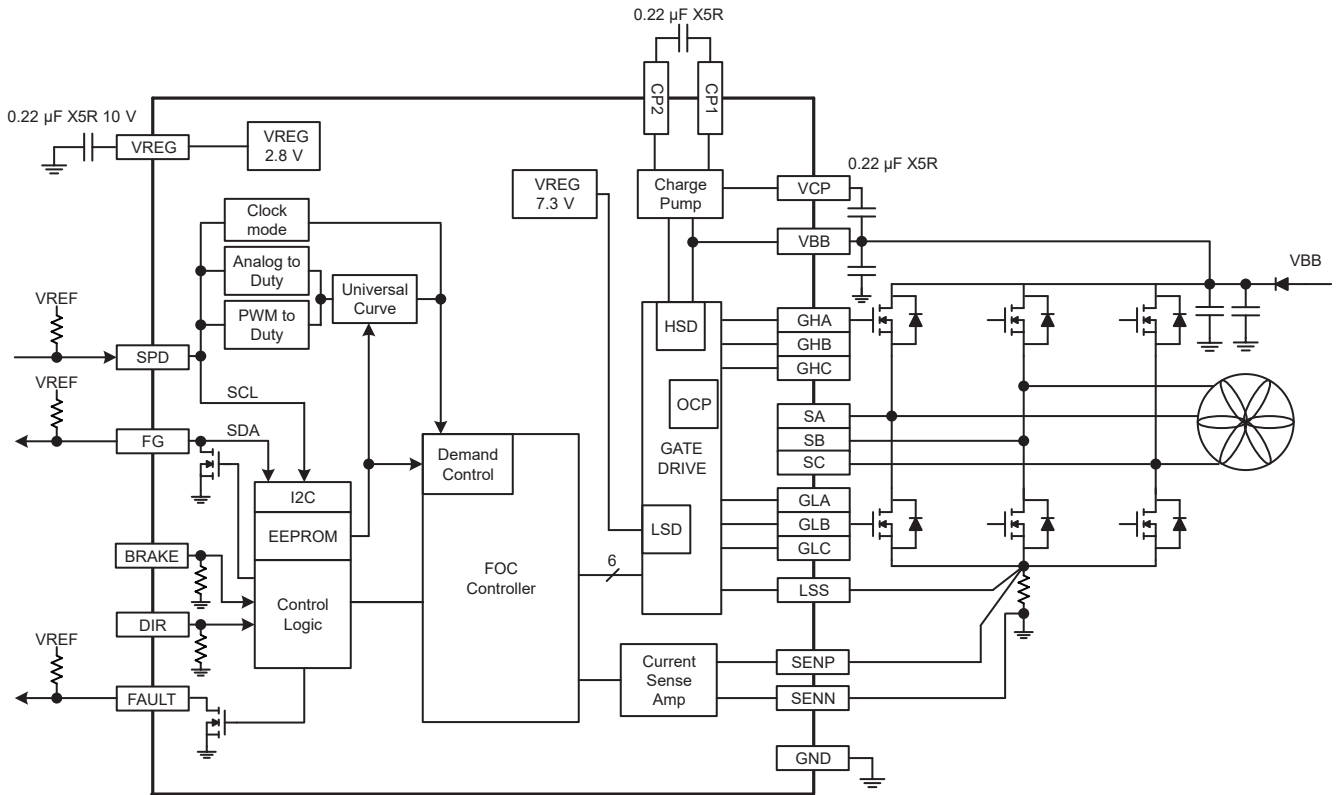 0.22 µF X5R
CP2
CP1
0.22 µF X5R 10 V
VREG
VREG
2.8 V
0.22 µF X5R
VREG
7.3 V
Charge
Pump
VCP
VBB
VBB
Clock
mode
Analog to
Duty
PWM to
Duty
Universal
Curve
VREF
SPD
VREF
FG
SCL
SDA
HSD
GHA
GHB
GHC
OCP
GATE
DRIVE
SA
SB
SC
Demand
Control
I2C
EEPROM
LSD
GLA
GLB
GLC
BRAKE
FOC
Controller
6
LSS
Control
Logic
DIR
VREF
Current
Sense
Amp
SENP
SENN
FAULT
GND